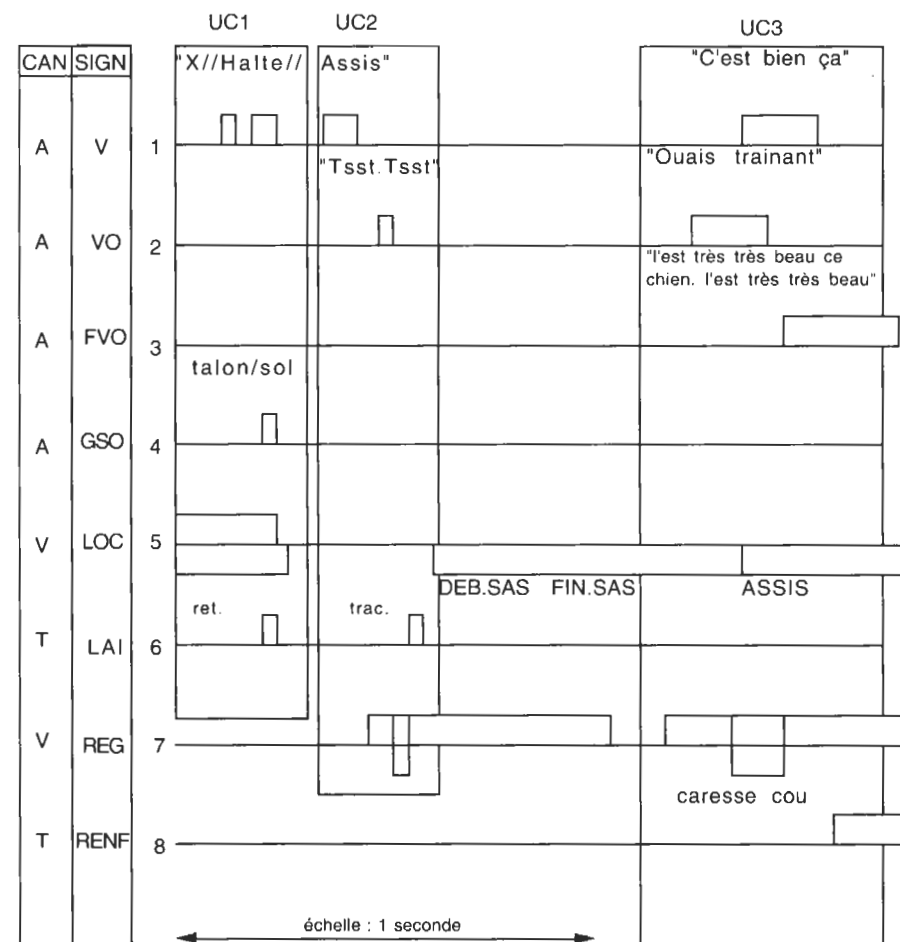 UC1 UC2 UC3
CAN SIGN "X//Halte// Assis" "C'est bien ça"
A V 1
"Tsst.Tsst" "Ouais trainant"
A VO 2
"l'est très très beau ce
chien. l'est très très beau"
A FVO 3
talon/sol
A GSO 4
V LOC 5
DEB.SAS FIN.SAS ASSIS
ret. trac.
T LAI 6
V REG 7
caresse cou
T RENF 8
échelle : 1 seconde